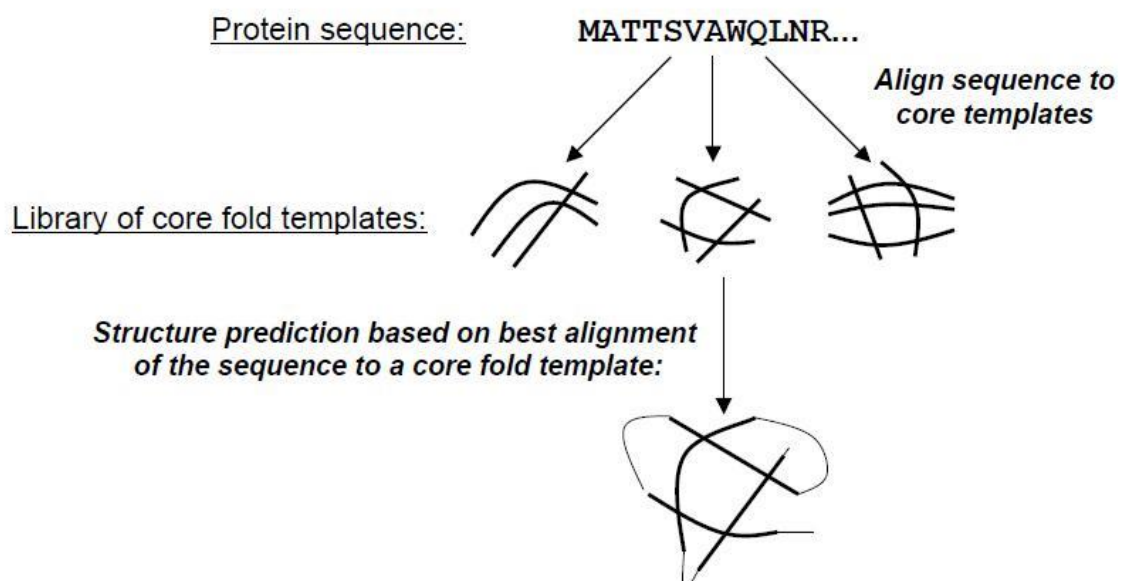 Protein sequence: MATTSVAWQLNR...
Align sequence to
core templates
Library of core fold templates:
Structure prediction based on best alignment
of the sequence to a core fold template: